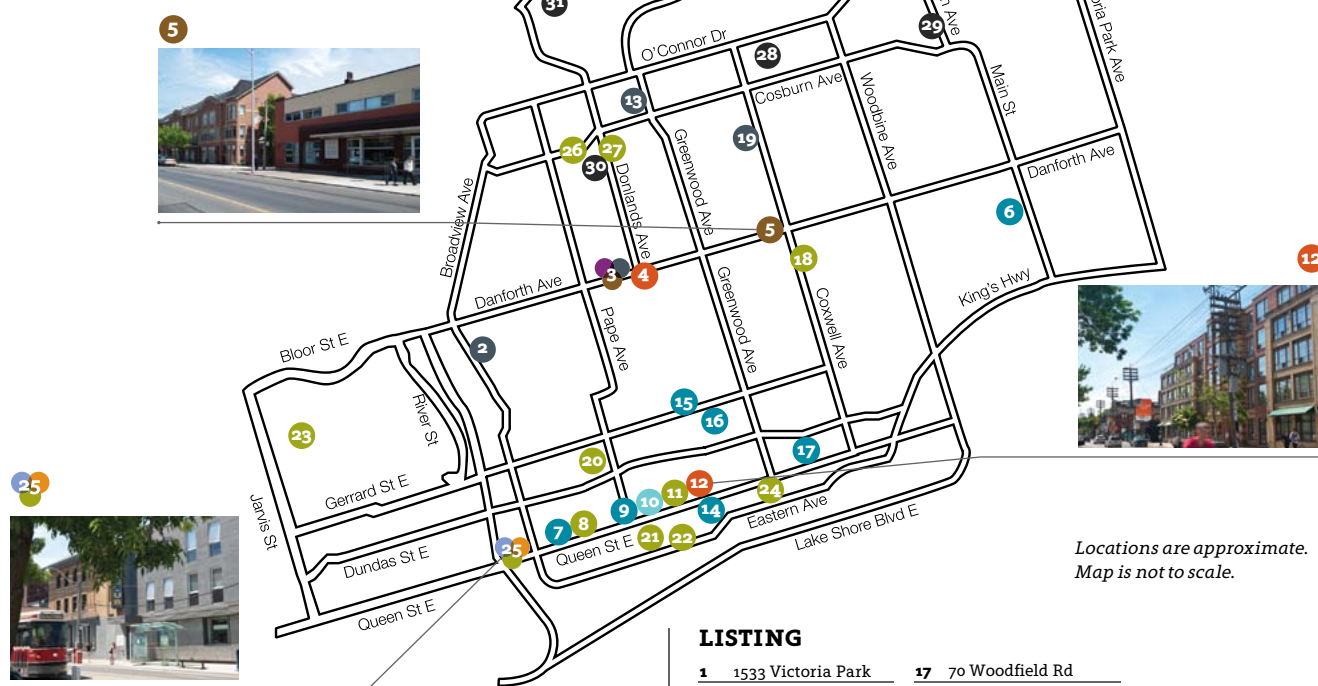 31
5
29
O'Connor Dr
28
Cosburn Ave
Woodbine Ave
Main St
13
19
26
27
30
Donlands Ave
Greenwood Ave
Danforth Ave
Broadview Ave
6
5
18
12
3
4
Danforth Ave
King's Hwy
Pape Ave
Greenwood Ave
Coxwell Ave
Bloor St E
2
River St
15
16
23
17
20
25
Gerrard St E
Jarvis St
12
11
10
24
9
14
7
8
Eastern Ave
Lake Shore Blvd E
21
22
25
Queen St E
Dundas St E
Queen St E
Locations are approximate.
Map is not to scale.
LISTING
1 1533 Victoria Park
17 70 Woodfield Rd